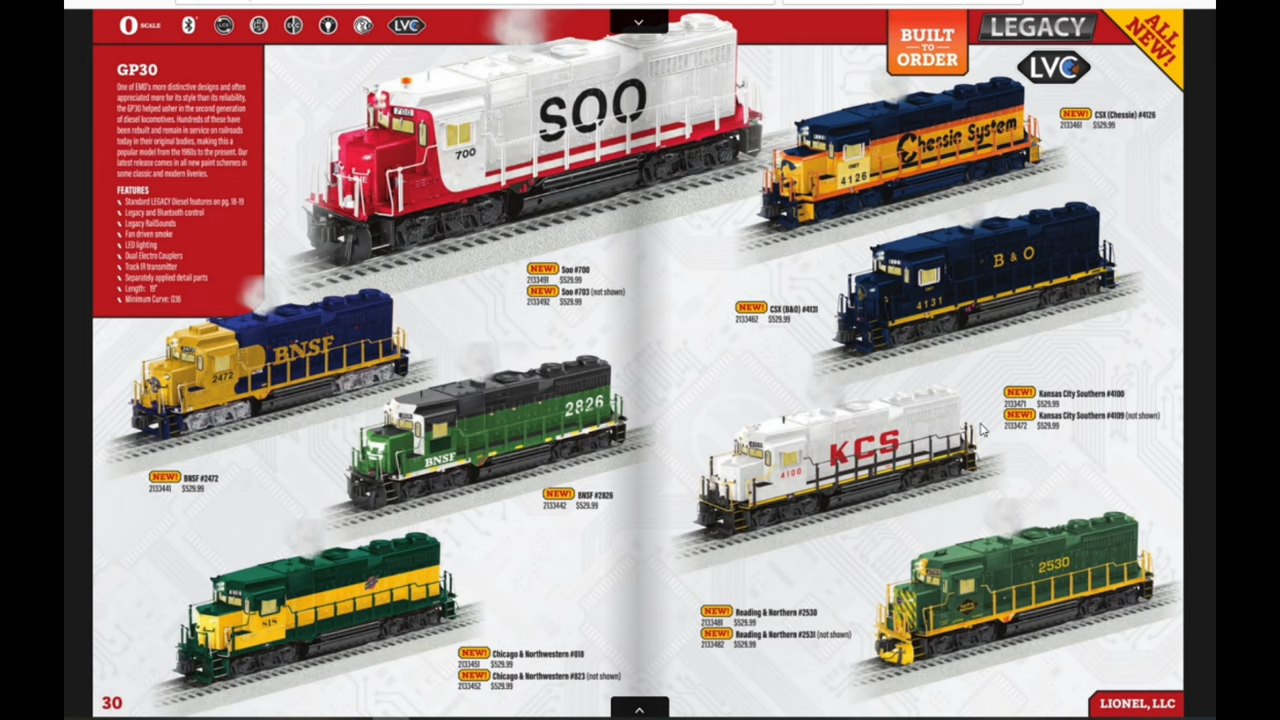 O SCALE
LVC
BUILT
TO
ORDER
LEGACY
LVC
ALL
NEW!
GP30
One of EMD's more distinctive designs and often
appreciated more for its style than its reliability,
the GP30 helped usher in the second generation
of diesel locomotives. Hundreds of these have
been rebuilt and remain in service on railroads
today in their original bodies, making this a
popular model from the 1960s to the present. Our
latest release comes in all new paint schemes in
some classic and modern liveries.
FEATURES
Standard LEGACY Diesel features on pg. 18-19
Legacy and Bluetooth control
Legacy RailSounds
Fan driven smoke
LED lighting
Dual Electro Couplers
Track IR transmitter
Separately applied detail parts
Length: 19"
Minimum Curve: O36
700
SOO
700
NEW! Soo #700
2133491 $529.99
NEW! Soo #703 (not shown)
2133492 $529.99
Chessie System
4126
NEW! CSX (Chessie) #4126
2133461 $529.99
B & O
4131
NEW! CSX (B&O) #4131
2133462 $529.99
BNSF
2472
NEW! BNSF #2472
2133441 $529.99
2826
BNSF
NEW! BNSF #2826
2133442 $529.99
KCS
4100
NEW! Kansas City Southern #4100
2133471 $529.99
NEW! Kansas City Southern #4109 (not shown)
2133472 $529.99
818
NEW! Chicago & Northwestern #818
2133451 $529.99
NEW! Chicago & Northwestern #823 (not shown)
2133452 $529.99
2530
NEW! Reading & Northern #2530
2133481 $529.99
NEW! Reading & Northern #2531 (not shown)
2133482 $529.99
30
LIONEL, LLC